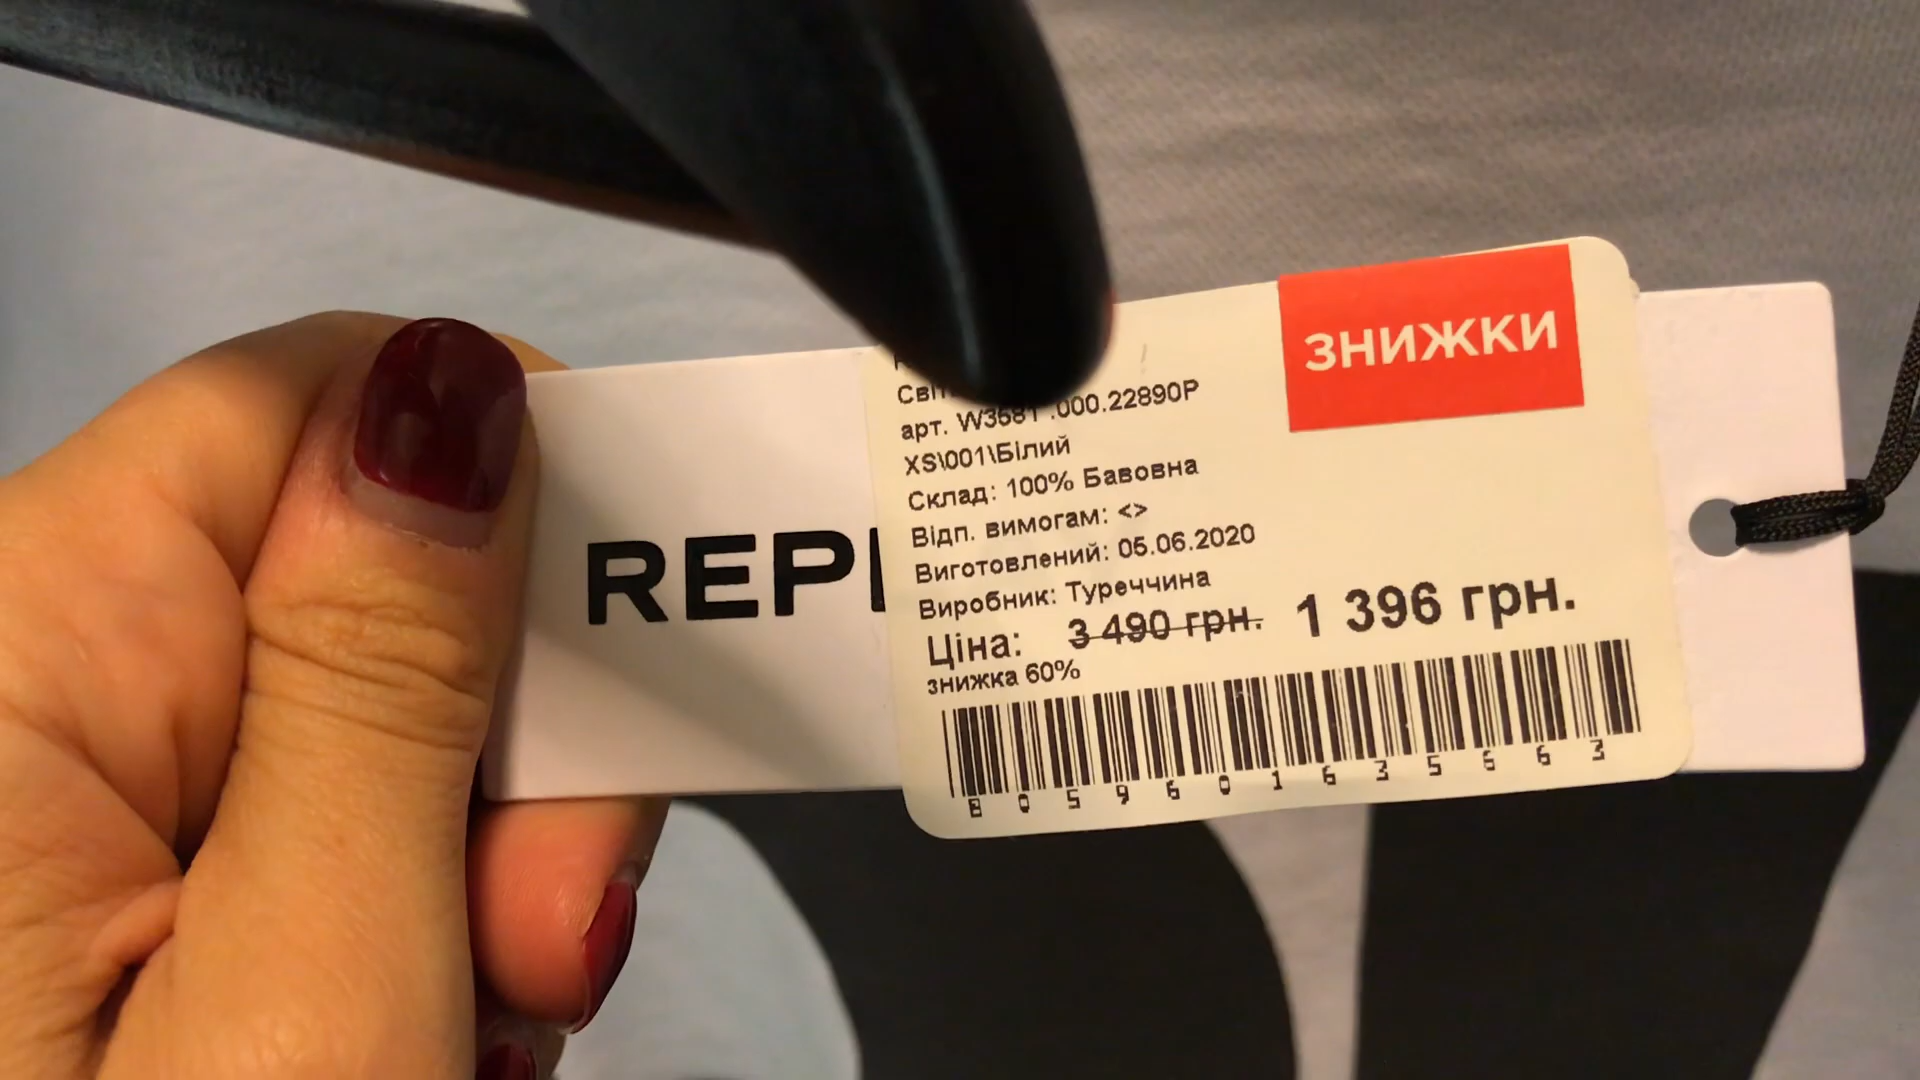 ЗНИЖКИ
арт. W3681 .000.22890P
XS\001\Білий
Склад: 100% Бавовна
Відп. вимогам: <>
Виготовлений: 05.06.2020
Виробник: Туреччина
Ціна: 3 490 грн. 1 396 грн.
знижка 60%
8059601635663
REPL